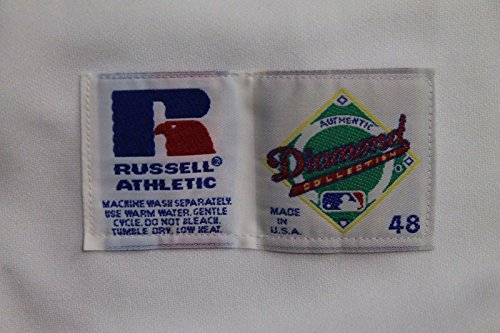 RUSSELL®
ATHLETIC
MACHINE WASH SEPARATELY.
USE WARM WATER, GENTLE
CYCLE. DO NOT BLEACH.
TUMBLE DRY, LOW HEAT.
AUTHENTIC
Diamond
COLLECTION
MADE
IN
U.S.A.
48